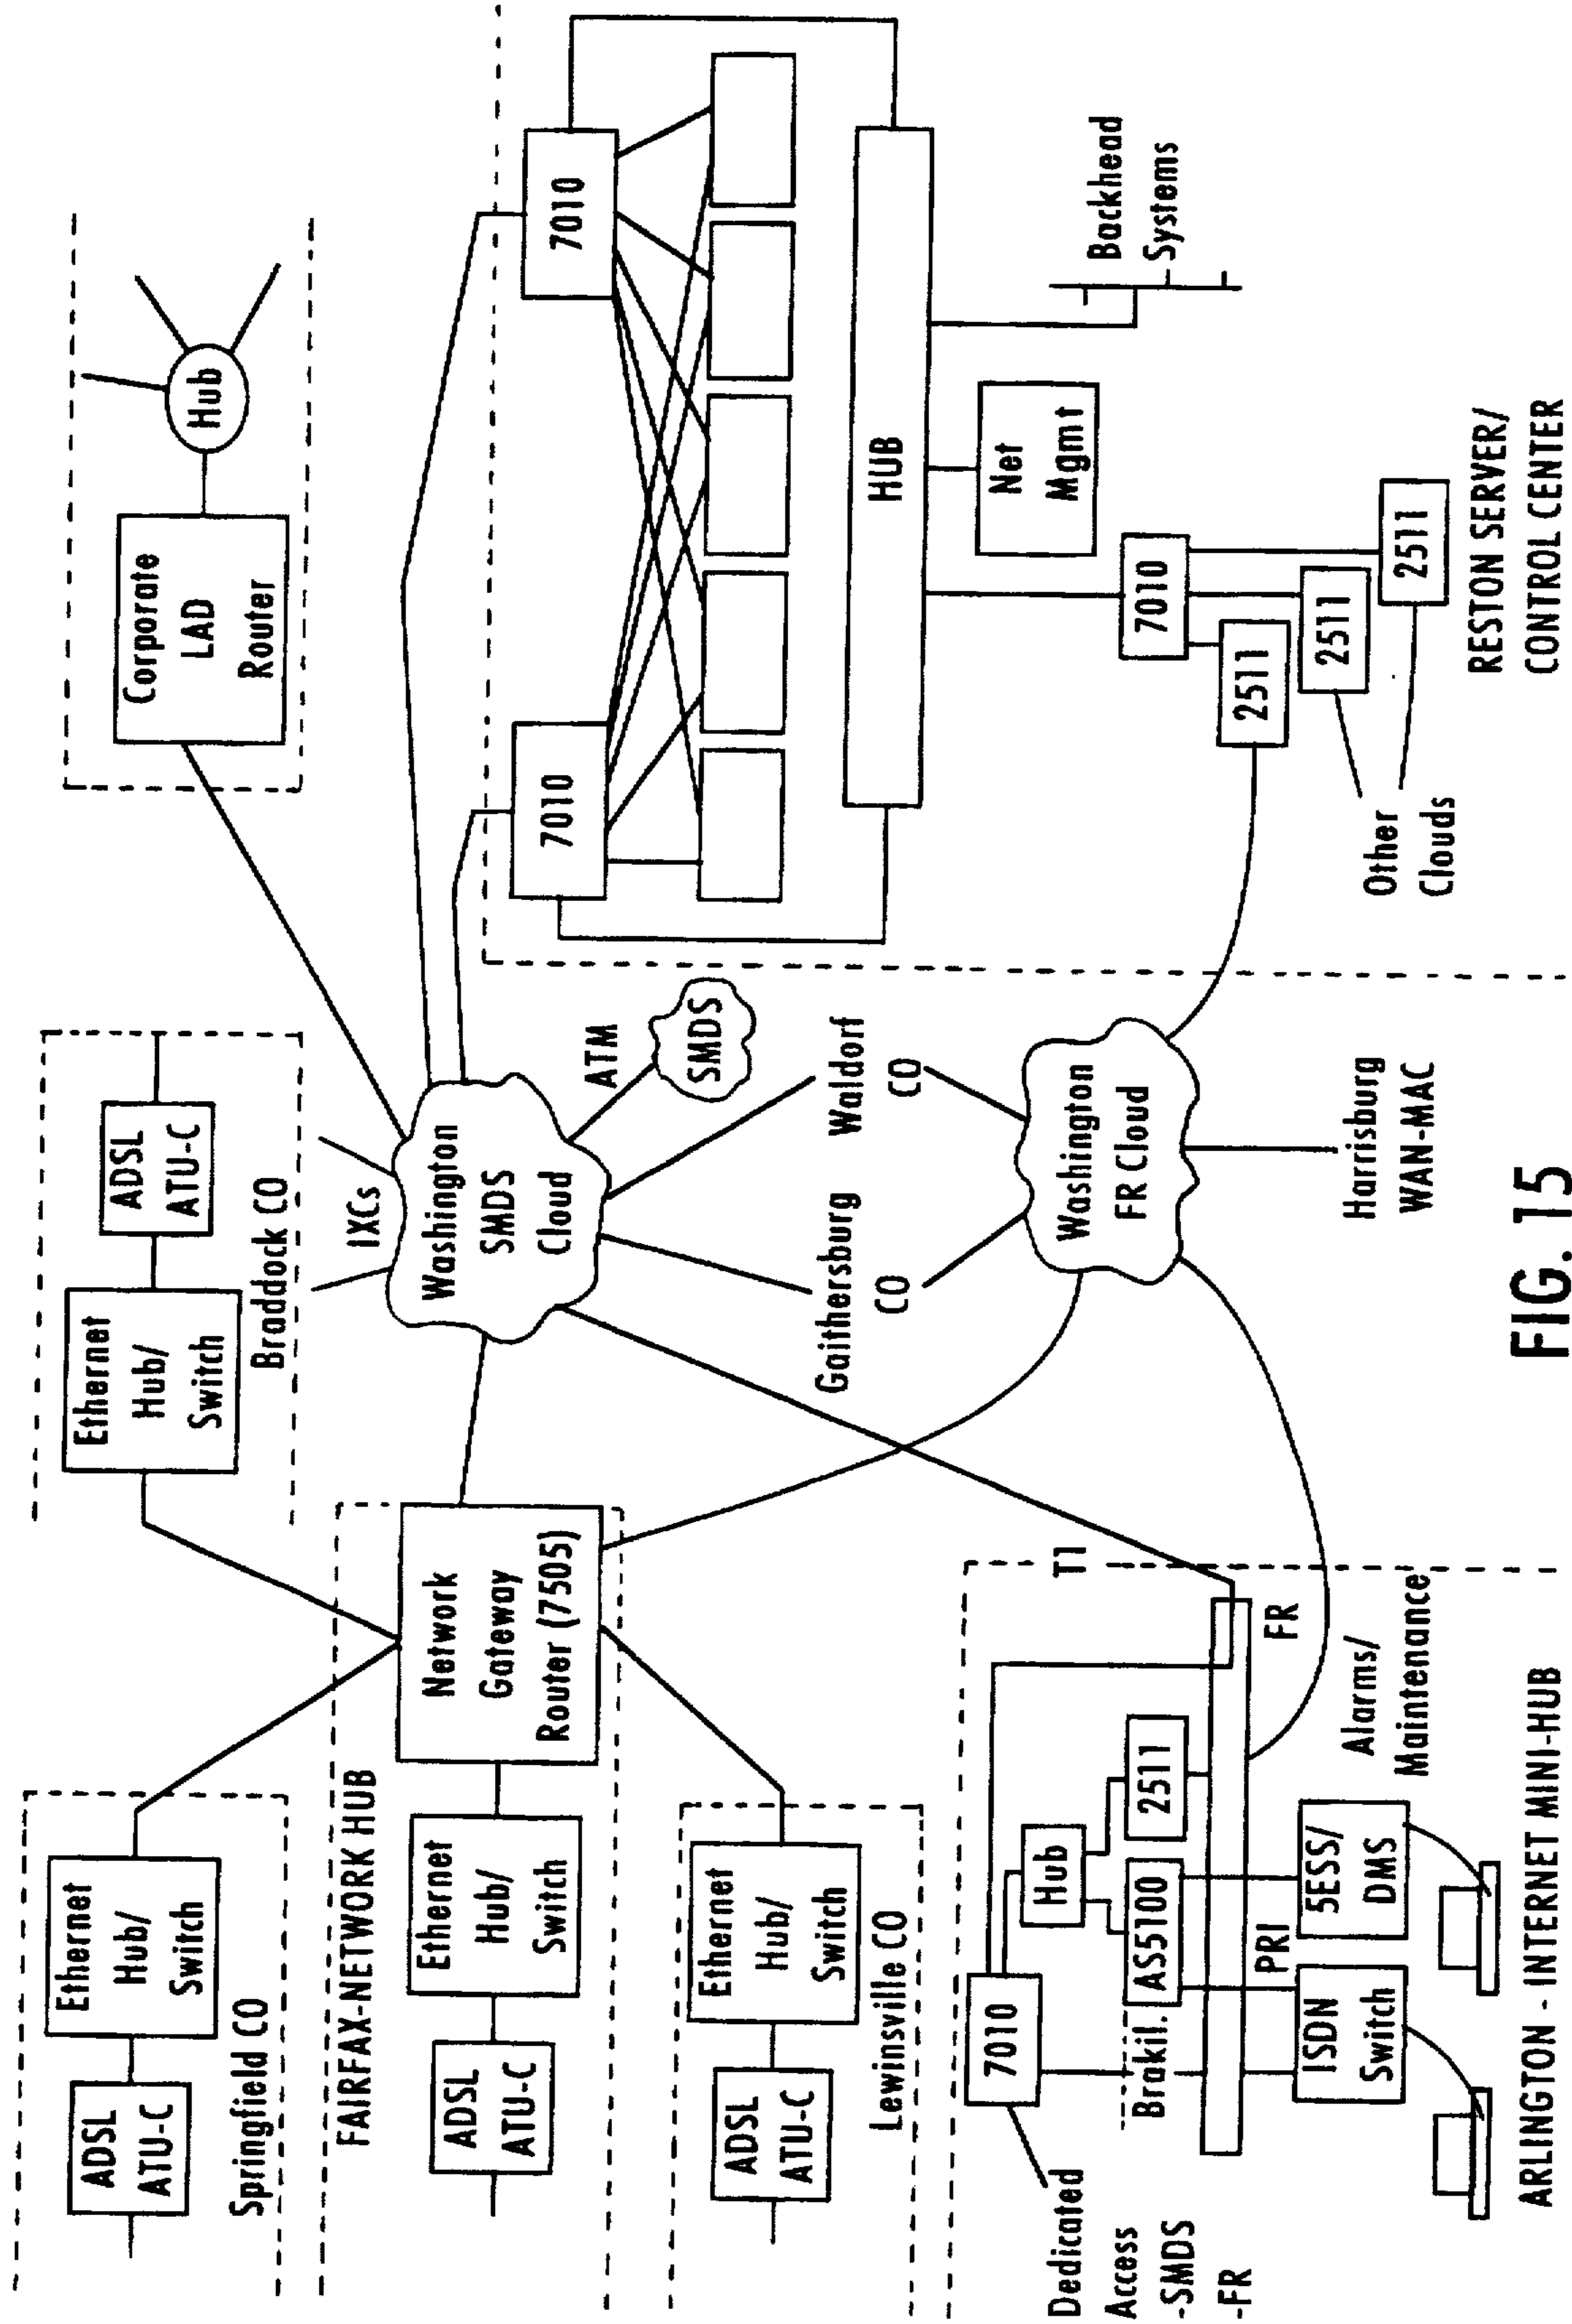 ADSL
ATU-C
Ethernet
Hub/
Switch
Springfield CO
Ethernet
Hub/
Switch
ADSL
ATU-C
Braddock CO
Corporate
LAD
Router
Hub
FAIRFAX-NETWORK HUB
ADSL
ATU-C
Ethernet
Hub/
Switch
Network
Gateway
Router (7505)
IXCs
Washington
SMDS
Cloud
ATM
SMDS
7010
7010
ADSL
ATU-C
Ethernet
Hub/
Switch
Lewinsville CO
Gaithersburg
CO
Waldorf
CO
HUB
Net
Mgmt
Backhead
Systems
Washington
FR Cloud
Harrisburg
WAN-MAC
7010
2511
2511
2511
Other
Clouds
RESTON SERVER/
CONTROL CENTER
Dedicated
Access
-SMDS
-FR
7010
Hub
Brakil.
AS5100
2511
T1
FR
PRI
ISDN
Switch
5ESS/
DMS
Alarms/
Maintenance
ARLINGTON - INTERNET MINI-HUB
FIG. 15